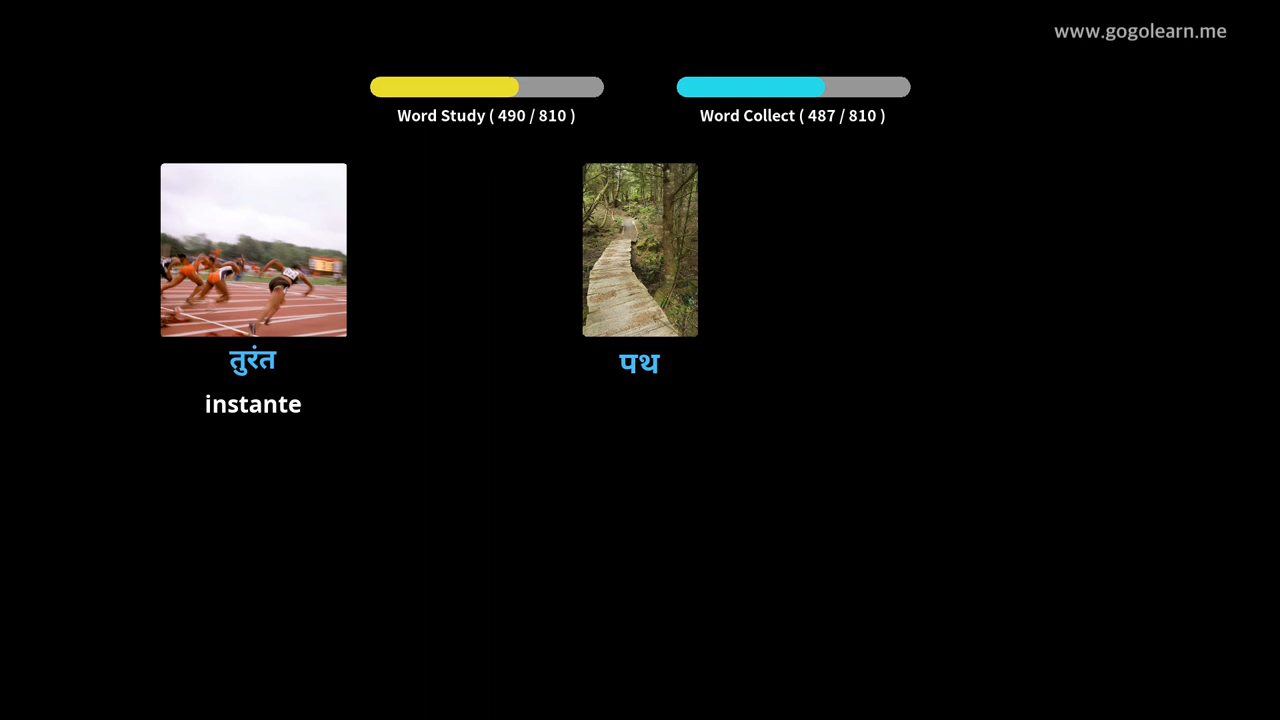 www.gogolearn.me
Word Study ( 490 / 810 )
Word Collect ( 487 / 810 )
तुरंत
पथ
instante